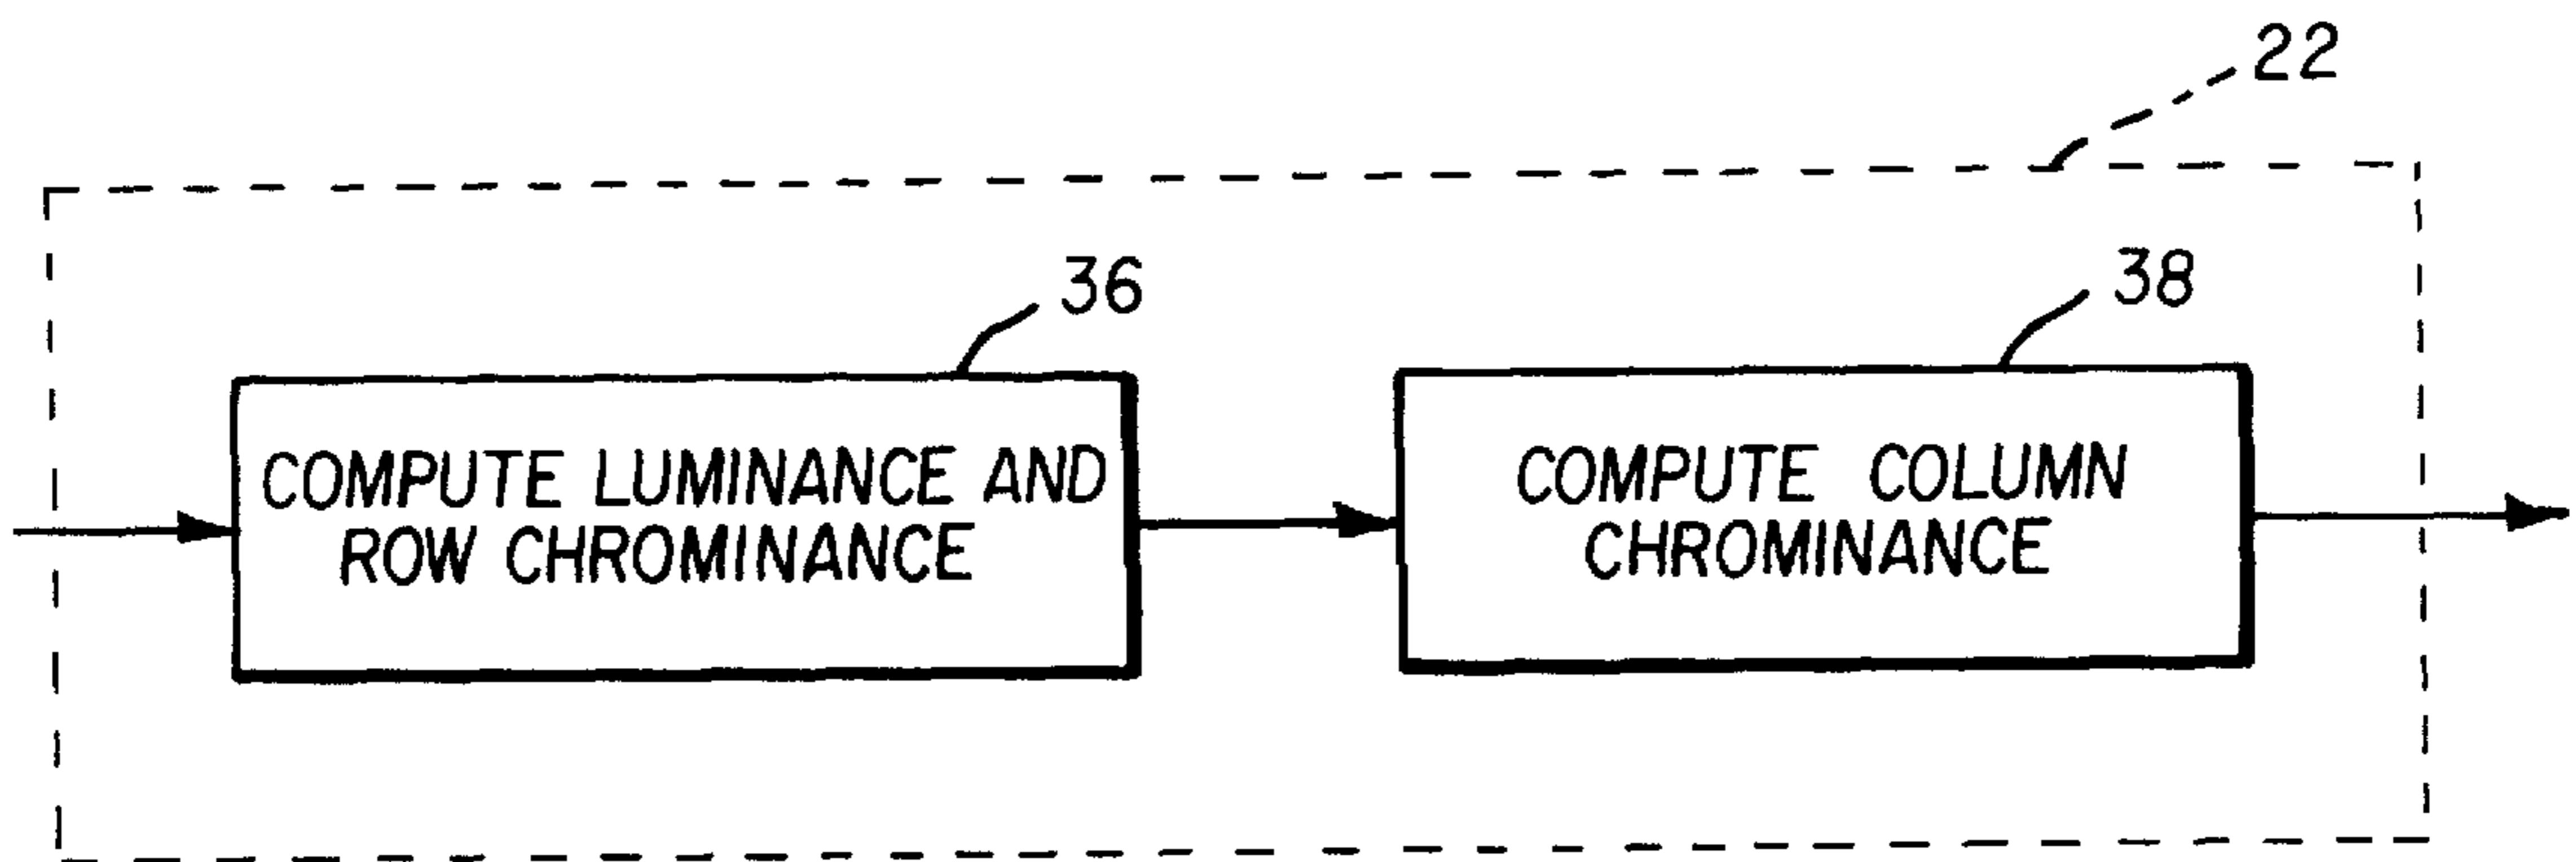 22
36
38
COMPUTE LUMINANCE AND
ROW CHROMINANCE
COMPUTE COLUMN
CHROMINANCE